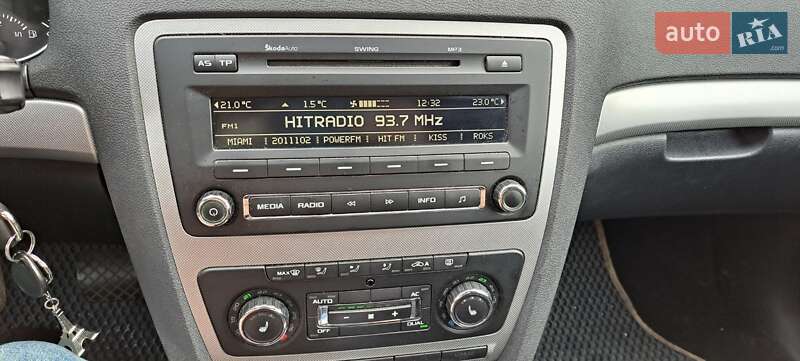 auto RIA .com
ŠkodaAuto SWING MP3
AS TP
21.0°C 1.5°C 12:32 23.0°C
HITRADIO 93.7 MHz
FM1
MIAMI 2011102 POWERFM HIT FM KISS ROKS
MEDIA RADIO INFO
MAX A
AUTO AC
OFF DUAL